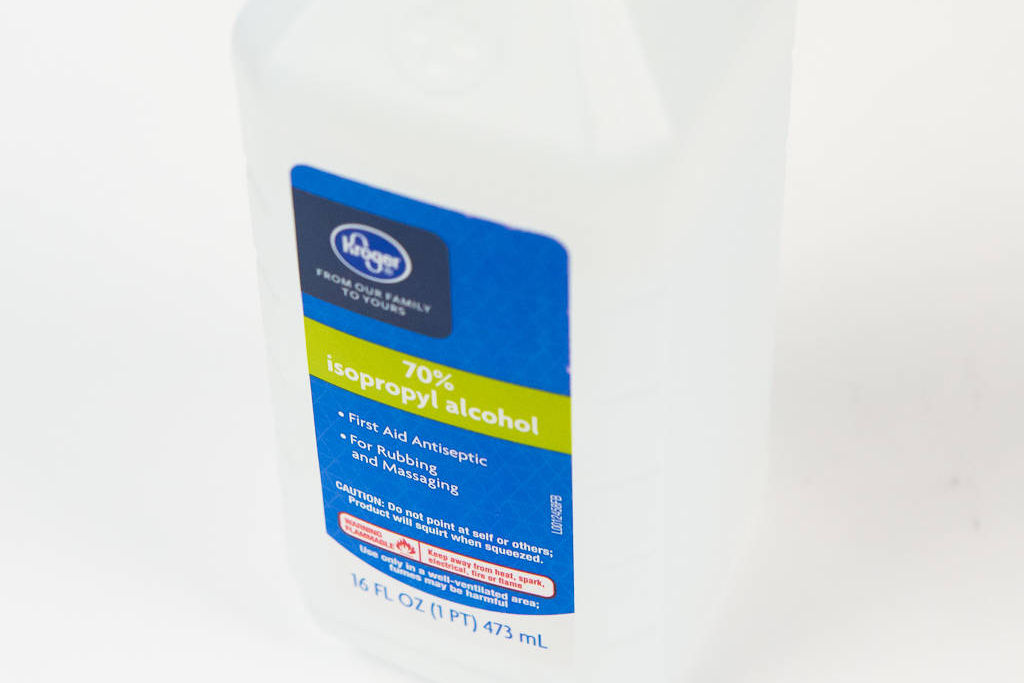 Kroger®
FROM OUR FAMILY
TO YOURS
70%
isopropyl alcohol
• First Aid Antiseptic
• For Rubbing
and Massaging
CAUTION: Do not point at self or others;
Product will squirt when squeezed.
WARNING
FLAMMABLE
Keep away from heat, spark,
electrical, fire or flame
Use only in a well-ventilated area;
fumes may be harmful
16 FL OZ (1 PT) 473 mL
L0012458FB